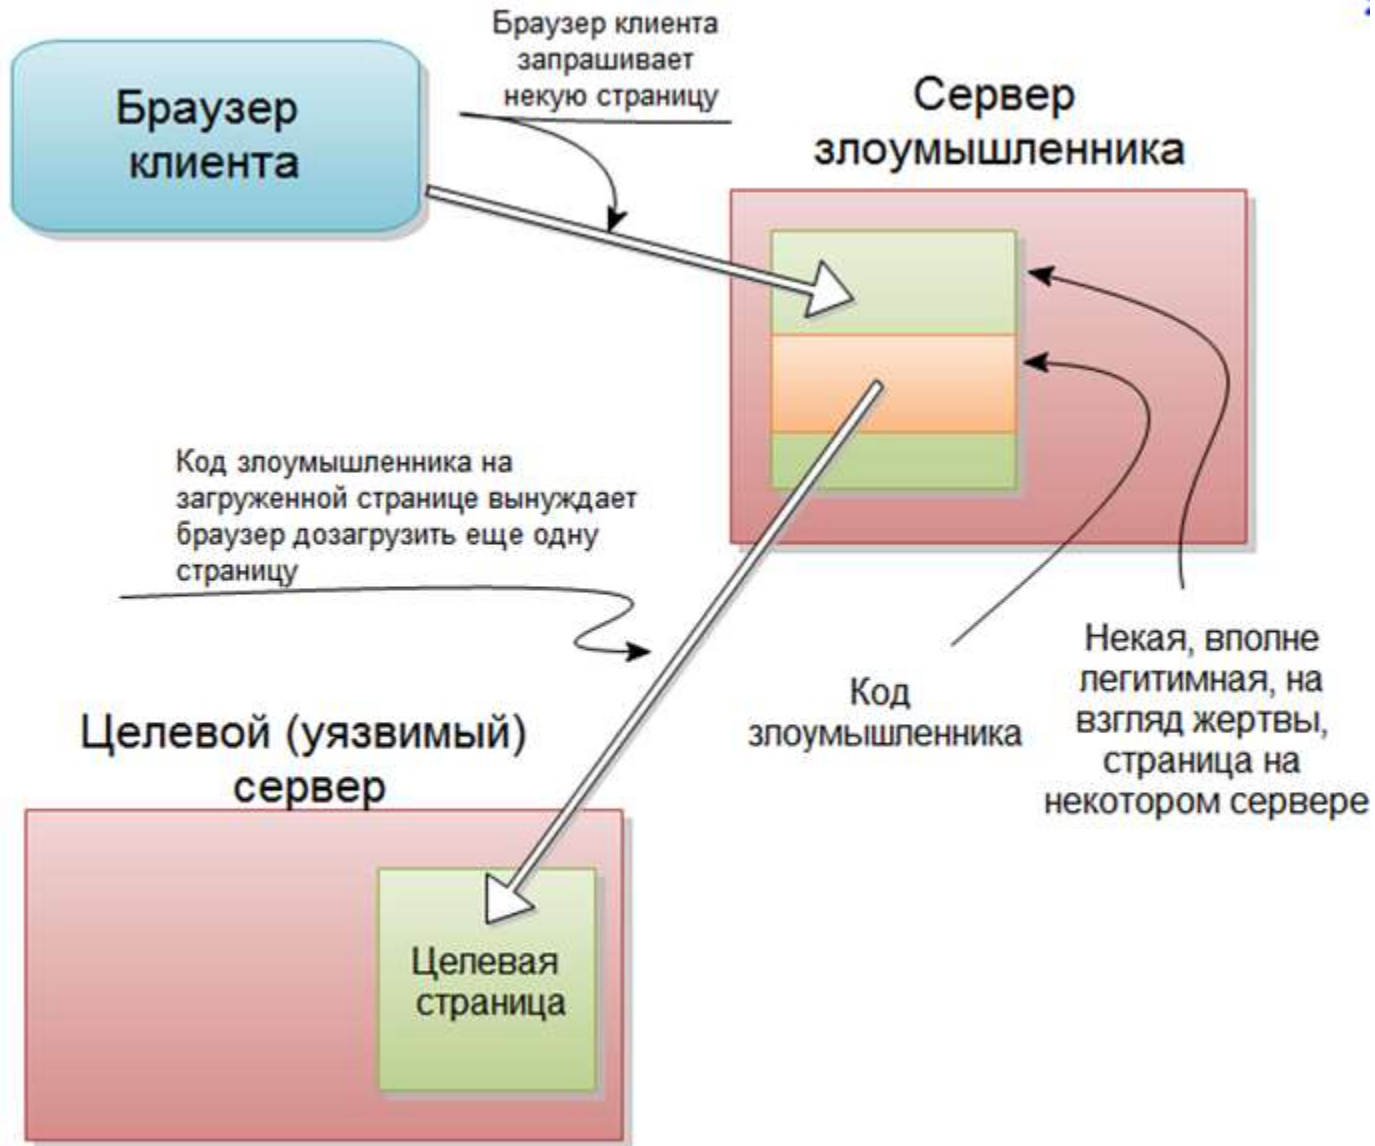 Браузер клиента
запрашивает
некую страницу
Браузер
клиента
Сервер
злоумышленника
Код злоумышленника на
загруженной странице вынуждает
браузер дозагрузить еще одну
страницу
Код
злоумышленника
Некая, вполне
легитимная, на
взгляд жертвы,
страница на
некотором сервере
Целевой (уязвимый)
сервер
Целевая
страница